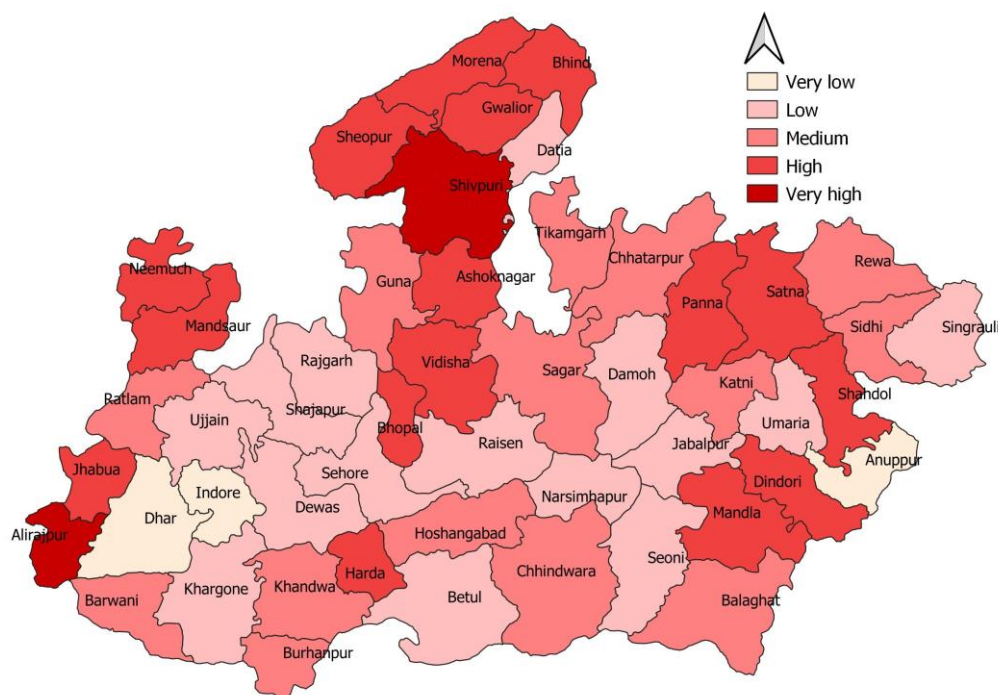 Morena
Bhind
Very low
Low
Medium
High
Very high
Gwalior
Sheopur
Datia
Shivpuri
Tikamgarh
Chhatarpur
Rewa
Neemuch
Guna
Ashoknagar
Panna
Satna
Mandsaur
Sidhi
Singrauli
Rajgarh
Vidisha
Sagar
Damoh
Katni
Shahdol
Ratlam
Ujjain
Shajapur
Bhopal
Raisen
Jabalpur
Umaria
Anuppur
Jhabua
Indore
Sehore
Narsimhapur
Dindori
Alirajpur
Dhar
Dewas
Hoshangabad
Mandla
Seoni
Khargone
Khandwa
Harda
Chhindwara
Barwani
Betul
Balaghat
Burhanpur